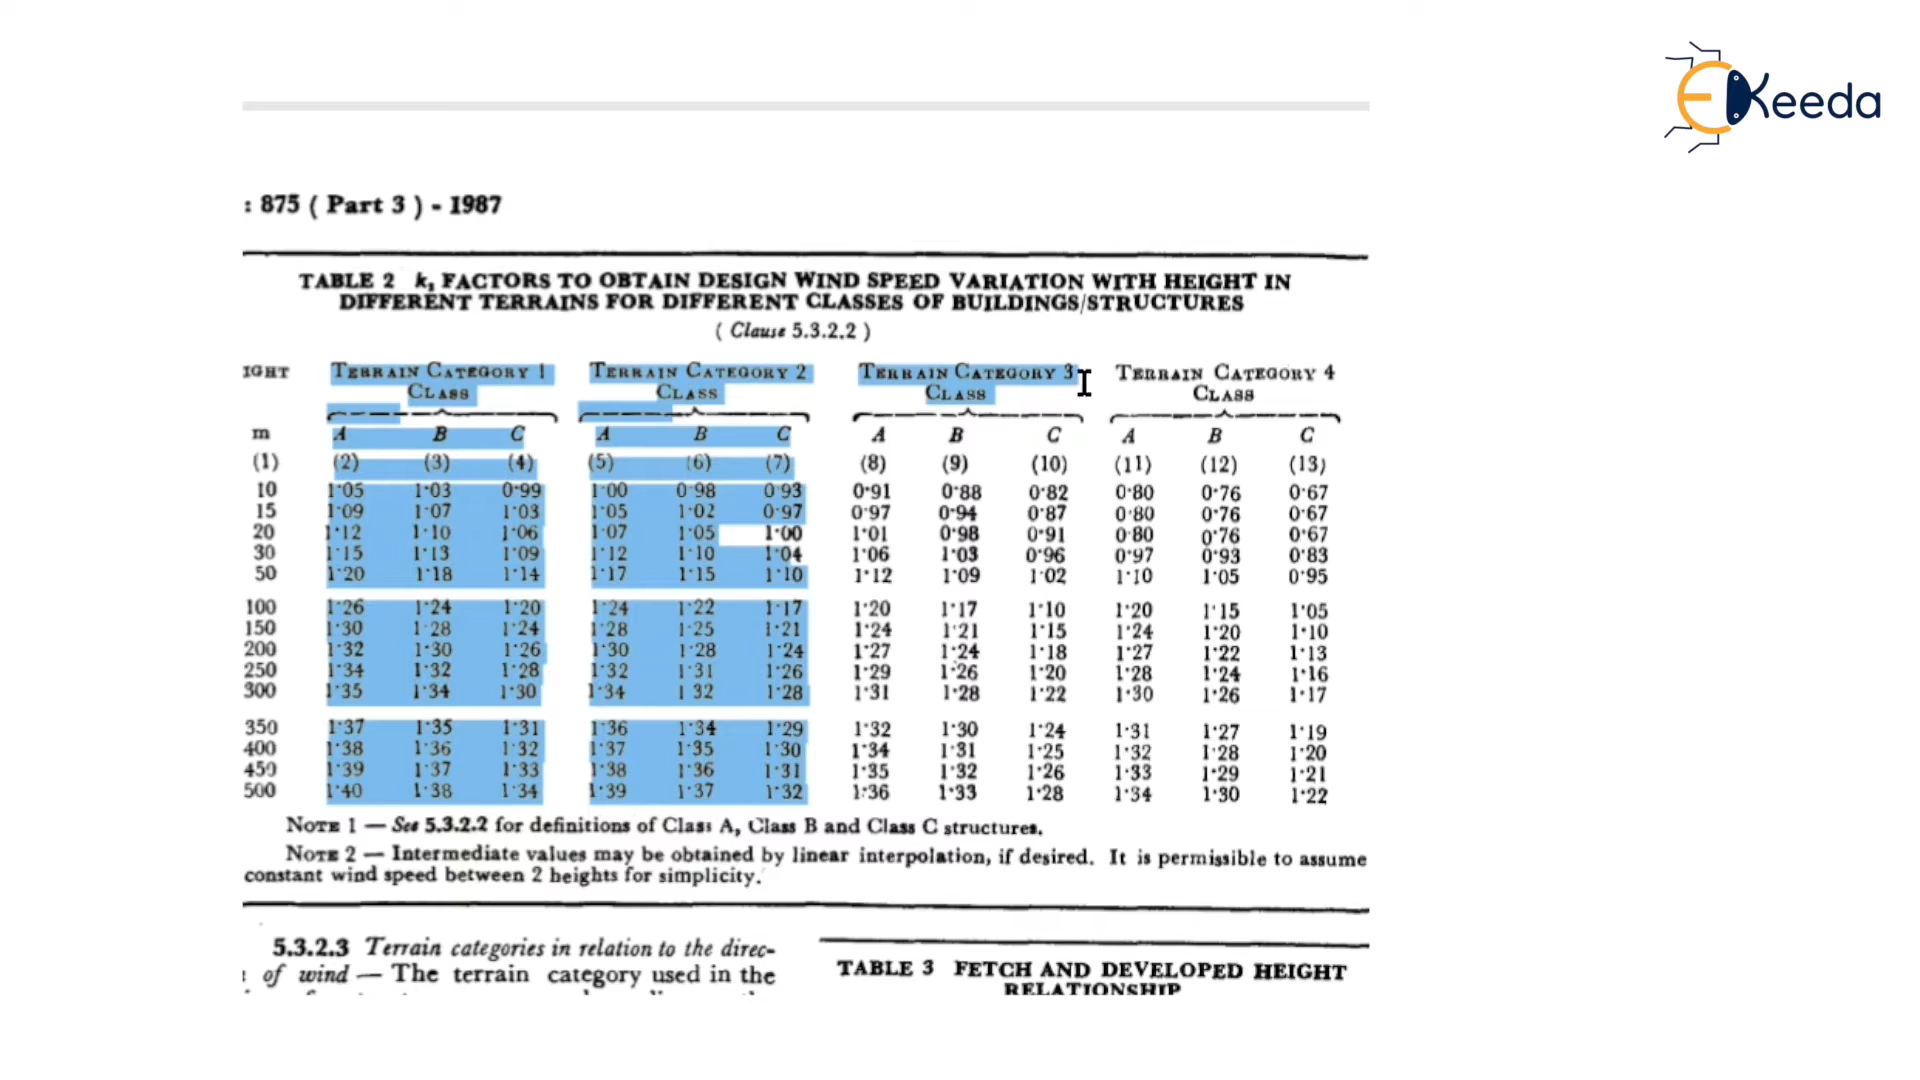 EKeeda
: 875 ( Part 3 ) - 1987
TABLE 2 k₂ FACTORS TO OBTAIN DESIGN WIND SPEED VARIATION WITH HEIGHT IN
DIFFERENT TERRAINS FOR DIFFERENT CLASSES OF BUILDINGS/STRUCTURES
( Clause 5.3.2.2 )
IGHT TERRAIN CATEGORY 1 TERRAIN CATEGORY 2 TERRAIN CATEGORY 3 TERRAIN CATEGORY 4
CLASS CLASS CLASS CLASS
m A B C A B C A B C A B C
(1) (2) (3) (4) (5) (6) (7) (8) (9) (10) (11) (12) (13)
10 1·05 1·03 0·99 1·00 0·98 0·93 0·91 0·88 0·82 0·80 0·76 0·67
15 1·09 1·07 1·03 1·05 1·02 0·97 0·97 0·94 0·87 0·80 0·76 0·67
20 1·12 1·10 1·06 1·07 1·05 1·00 1·01 0·98 0·91 0·80 0·76 0·67
30 1·15 1·13 1·09 1·12 1·10 1·04 1·06 1·03 0·96 0·97 0·93 0·83
50 1·20 1·18 1·14 1·17 1·15 1·10 1·12 1·09 1·02 1·10 1·05 0·95
100 1·26 1·24 1·20 1·24 1·22 1·17 1·20 1·17 1·10 1·20 1·15 1·05
150 1·30 1·28 1·24 1·28 1·25 1·21 1·24 1·21 1·15 1·24 1·20 1·10
200 1·32 1·30 1·26 1·30 1·28 1·24 1·27 1·24 1·18 1·27 1·22 1·13
250 1·34 1·32 1·28 1·32 1·31 1·26 1·29 1·26 1·20 1·28 1·24 1·16
300 1·35 1·34 1·30 1·34 1 32 1·28 1·31 1·28 1·22 1·30 1·26 1·17
350 1·37 1·35 1·31 1·36 1·34 1·29 1·32 1·30 1·24 1·31 1·27 1·19
400 1·38 1·36 1·32 1·37 1·35 1·30 1·34 1·31 1·25 1·32 1·28 1·20
450 1·39 1·37 1·33 1·38 1·36 1·31 1·35 1·32 1·26 1·33 1·29 1·21
500 1·40 1·38 1·34 1·39 1·37 1·32 1·36 1·33 1·28 1·34 1·30 1·22
NOTE 1 — See 5.3.2.2 for definitions of Class A, Class B and Class C structures.
NOTE 2 — Intermediate values may be obtained by linear interpolation, if desired. It is permissible to assume
constant wind speed between 2 heights for simplicity.
5.3.2.3 Terrain categories in relation to the direc-
of wind — The terrain category used in the
TABLE 3 FETCH AND DEVELOPED HEIGHT
RELATIONSHIP